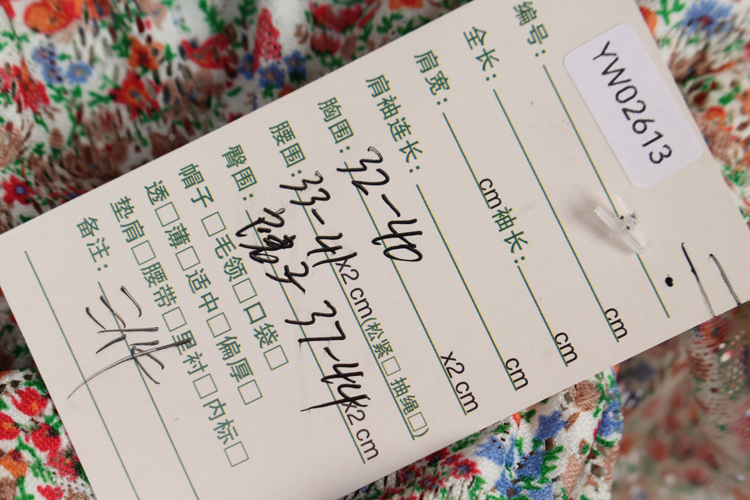 YW02613
编号:
全长: cm
肩宽: cm 袖长: cm
肩袖连长: cm
胸围: 32-40 x2 cm
腰围: 33-41 x2 cm(松紧□ 抽绳□)
臀围: 37-44 x2 cm
帽子□ 毛领□ 口袋□
透□ 薄□ 适中□ 偏厚□
垫肩□ 腰带□ 里衬□ 内标□
备注: 三件